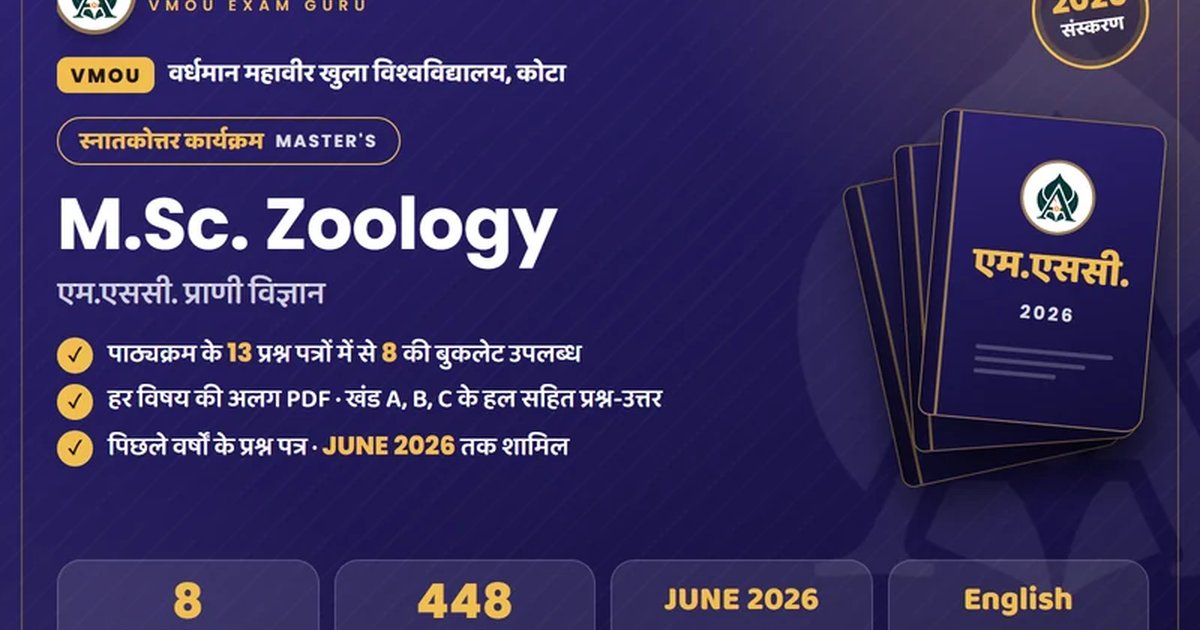 VMOU EXAM GURU
2026
संस्करण
VMOU वर्धमान महावीर खुला विश्वविद्यालय, कोटा
स्नातकोत्तर कार्यक्रम MASTER'S
M.Sc. Zoology
एम.एससी. प्राणी विज्ञान
✓ पाठ्यक्रम के 13 प्रश्न पत्रों में से 8 की बुकलेट उपलब्ध
✓ हर विषय की अलग PDF · खंड A, B, C के हल सहित प्रश्न-उत्तर
✓ पिछले वर्षों के प्रश्न पत्र · JUNE 2026 तक शामिल
एम.एससी.
2026
8
448
JUNE 2026
English